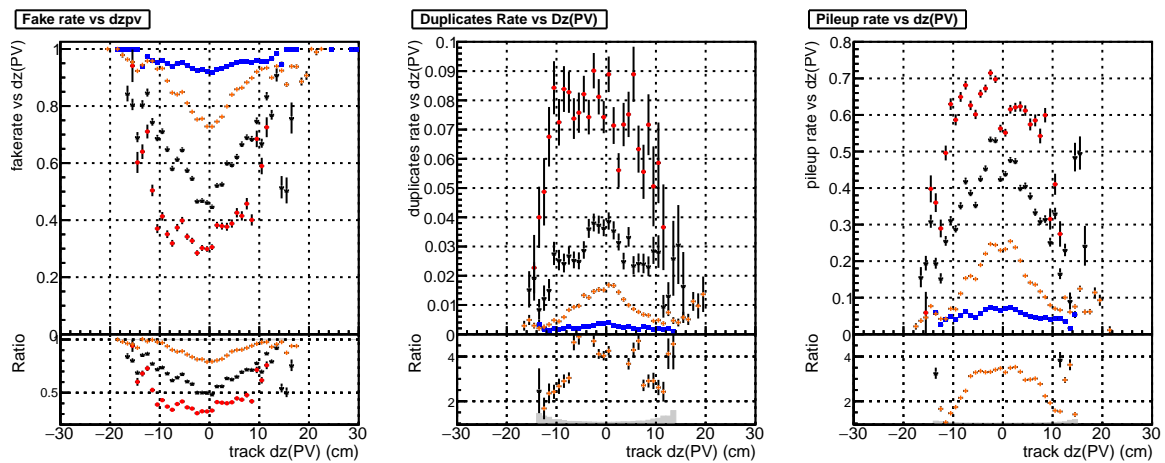 Fake rate vs dzpv
fakerate vs dz(PV)
1
0.8
0.6
0.4
0.2
0
Ratio
0.5
−30 −20 −10 0 10 20 30
track dz(PV) (cm)
Duplicates Rate vs Dz(PV)
duplicates rate vs dz(PV)
0.1
0.09
0.08
0.07
0.06
0.05
0.04
0.03
0.02
0.01
0
Ratio
4
2
−30 −20 −10 0 10 20 30
track dz(PV) (cm)
Pileup rate vs dz(PV)
pileup rate vs dz(PV)
0.8
0.7
0.6
0.5
0.4
0.3
0.2
0.1
0
Ratio
4
2
−30 −20 −10 0 10 20 30
track dz(PV) (cm)